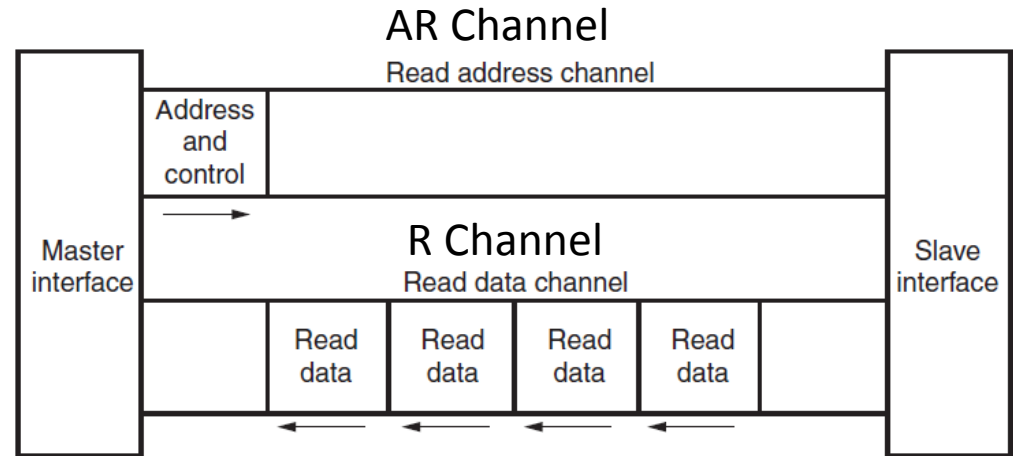 AR Channel
Read address channel
Address
and
control
R Channel
Master
interface
Slave
interface
Read data channel
Read
data
Read
data
Read
data
Read
data